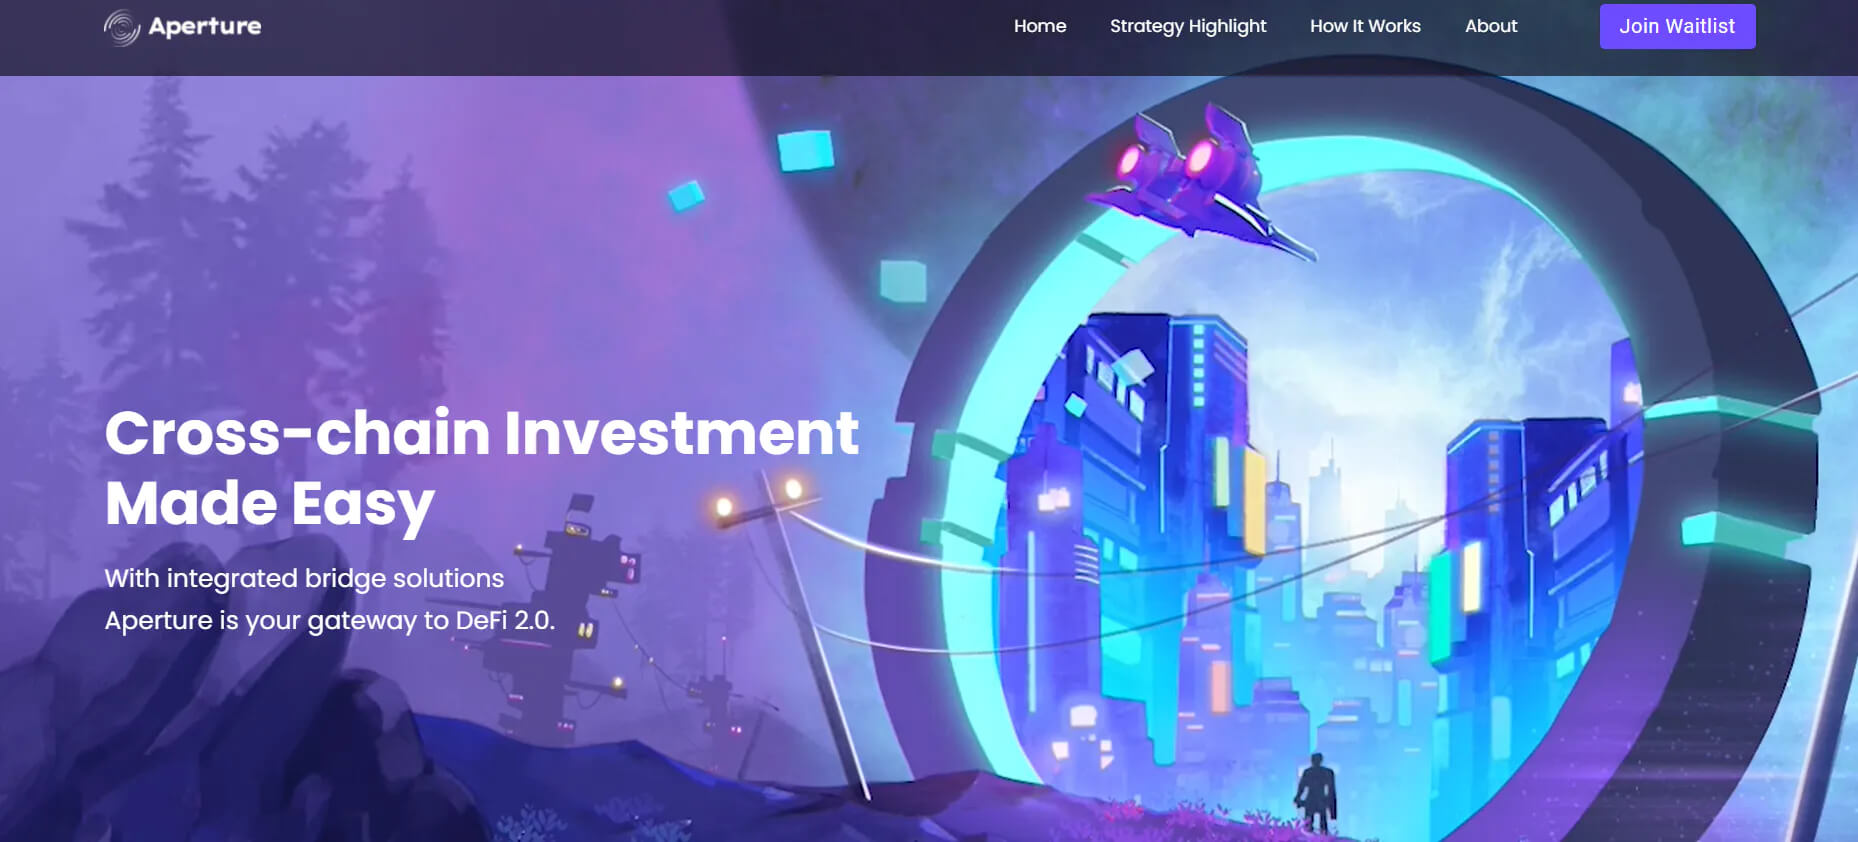 Aperture
Home
Strategy Highlight
How It Works
About
Join Waitlist
Cross-chain Investment
Made Easy
With integrated bridge solutions
Aperture is your gateway to DeFi 2.0.